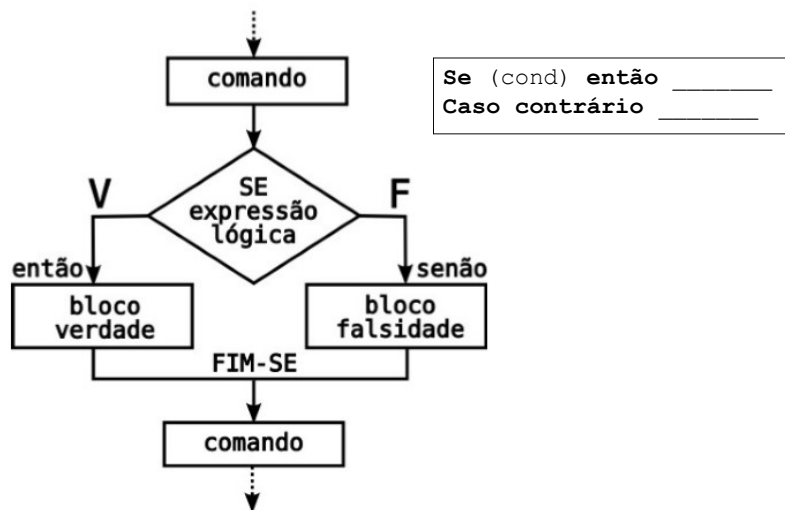 comando
Se (cond) então _______
Caso contrário _______
V
F
SE
expressão
lógica
então
senão
bloco
verdade
bloco
falsidade
FIM-SE
comando